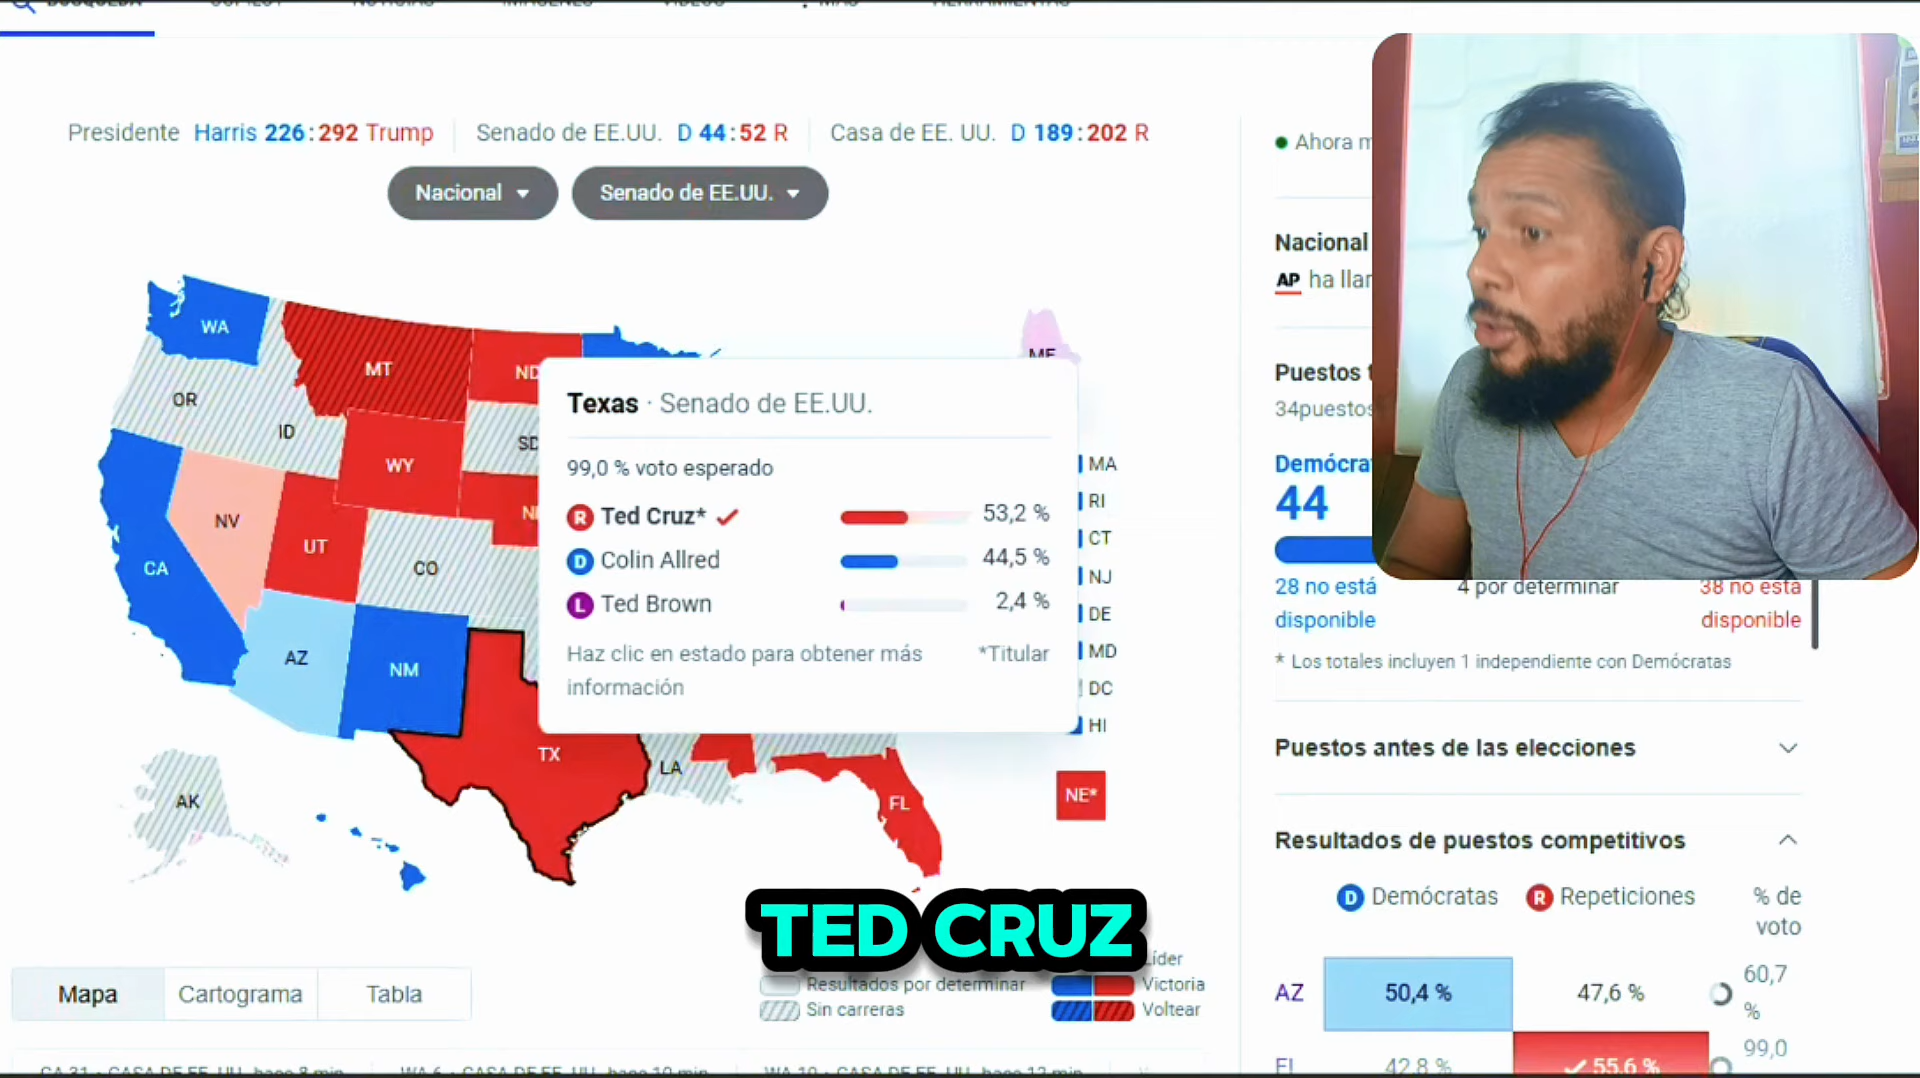 Presidente Harris 226:292 Trump Senado de EE.UU. D 44:52 R Casa de EE. UU. D 189:202 R
Nacional Senado de EE.UU.
WA
MT
ND
ME
OR
ID
SD
WY
NV
UT
CO
CA
AZ
NM
TX
LA
FL
AK
NE*
Texas · Senado de EE.UU.
99,0 % voto esperado
R Ted Cruz* 53,2 %
D Colin Allred 44,5 %
L Ted Brown 2,4 %
Haz clic en estado para obtener más *Titular
información
MA
RI
CT
NJ
DE
MD
DC
HI
TED CRUZ
Líder
Resultados por determinar Victoria
Sin carreras Voltear
Mapa Cartograma Tabla
Ahora
Nacional
AP ha
Puestos
34puestos
44
28 no está 4 por determinar 38 no está
disponible disponible
* Los totales incluyen 1 independiente con Demócratas
Puestos antes de las elecciones
Resultados de puestos competitivos
D Demócratas R Repeticiones % de
voto
AZ 50,4 % 47,6 % 60,7
%
42,8 % 55,6 % 99,0